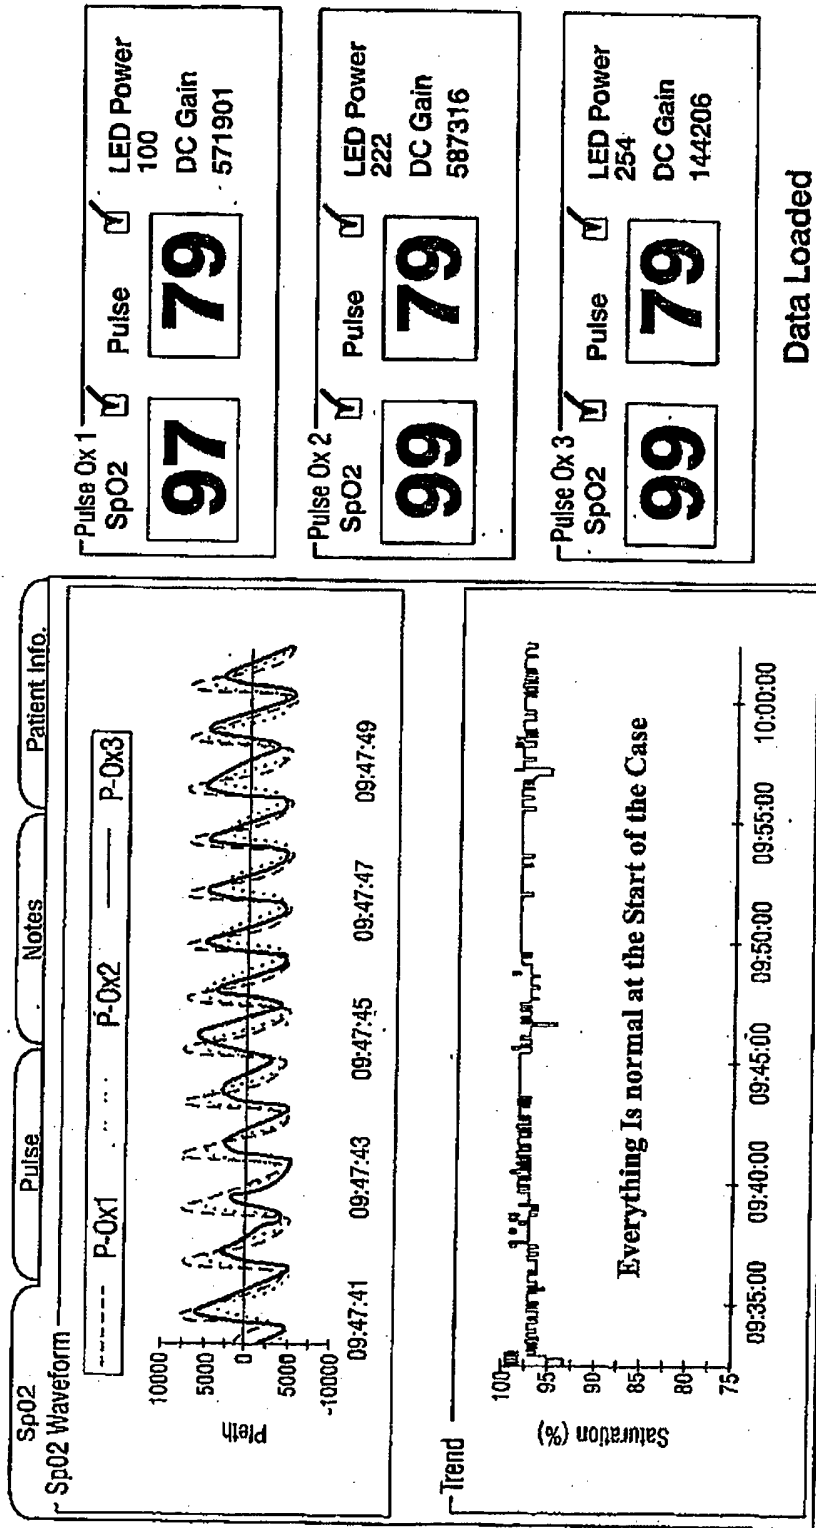 SpO2
Pulse
Notes
Patient Info.
SpO2 Waveform
P-Ox1
P-Ox2
P-Ox3
10000
5000
0
5000
-10000
Pleth
09:47:41
09:47:43
09:47:45
09:47:47
09:47:49
Trend
100
95
90
85
80
75
Saturation (%)
Everything Is normal at the Start of the Case
09:35:00
09:40:00
09:45:00
09:50:00
09:55:00
10:00:00
Pulse Ox 1
SpO2
Pulse
LED Power
100
97
79
DC Gain
571901
Pulse Ox 2
SpO2
Pulse
LED Power
222
99
79
DC Gain
587316
Pulse Ox 3
SpO2
Pulse
LED Power
254
99
79
DC Gain
144206
Data Loaded